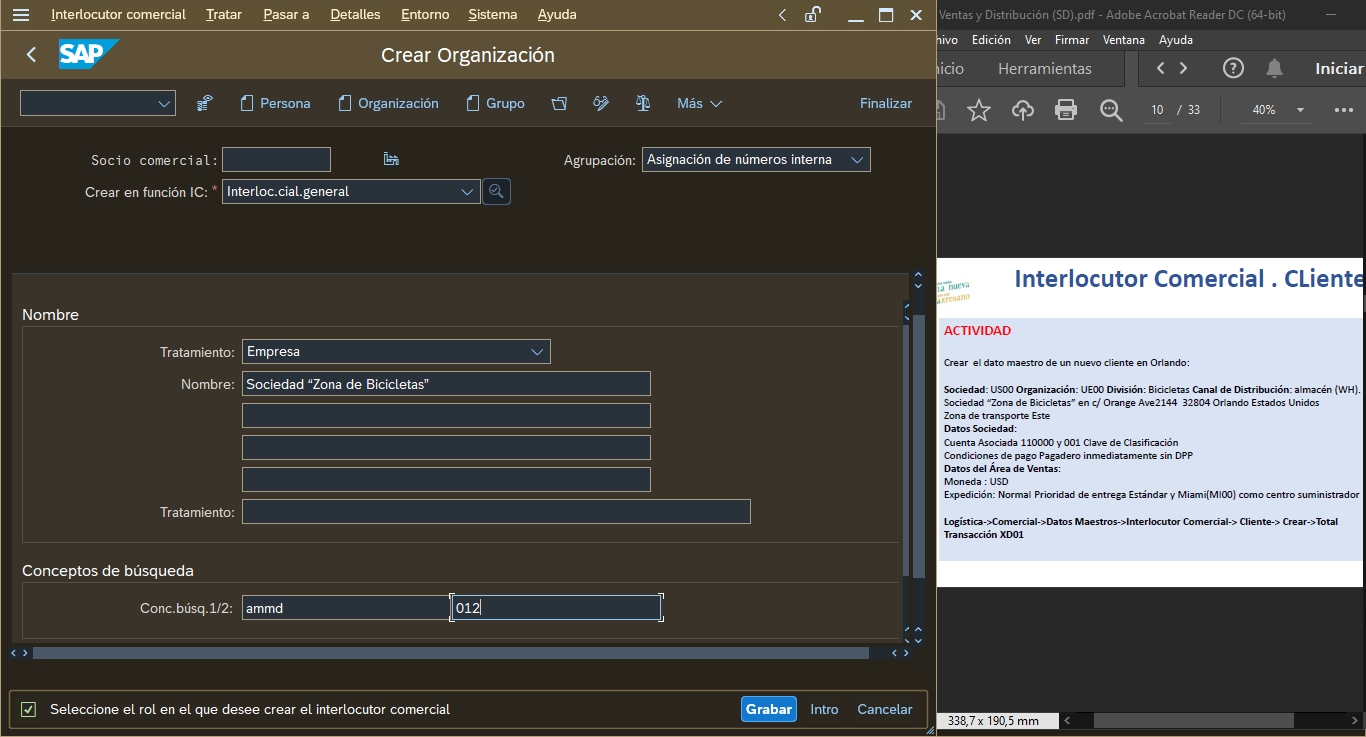 Interlocutor comercial Tratar Pasar a Detalles Entorno Sistema Ayuda
SAP Crear Organización
Persona Organización Grupo Más Finalizar
Socio comercial: Agrupación: Asignación de números interna
Crear en función IC: * Interloc.cial.general
Nombre
Tratamiento: Empresa
Nombre: Sociedad “Zona de Bicicletas”
Tratamiento:
Conceptos de búsqueda
Conc.búsq.1/2: ammd 012
Seleccione el rol en el que desee crear el interlocutor comercial Grabar Intro Cancelar
Ventas y Distribución (SD).pdf - Adobe Acrobat Reader DC (64-bit)
hivo Edición Ver Firmar Ventana Ayuda
icio Herramientas Iniciar
10 / 33 40%
la nueva
artesano
Interlocutor Comercial . CLiente
ACTIVIDAD
Crear el dato maestro de un nuevo cliente en Orlando:
Sociedad: US00 Organización: UE00 División: Bicicletas Canal de Distribución: almacén (WH).
Sociedad “Zona de Bicicletas” en c/ Orange Ave2144 32804 Orlando Estados Unidos
Zona de transporte Este
Datos Sociedad:
Cuenta Asociada 110000 y 001 Clave de Clasificación
Condiciones de pago Pagadero inmediatamente sin DPP
Datos del Área de Ventas:
Moneda : USD
Expedición: Normal Prioridad de entrega Estándar y Miami(MI00) como centro suministrador
Logística->Comercial->Datos Maestros->Interlocutor Comercial-> Cliente-> Crear->Total
Transacción XD01
338,7 x 190,5 mm